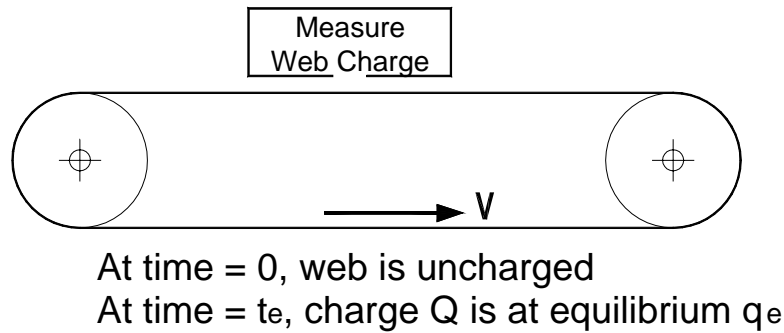 Measure
Web Charge
V
At time = 0, web is uncharged
At time = te, charge Q is at equilibrium qe